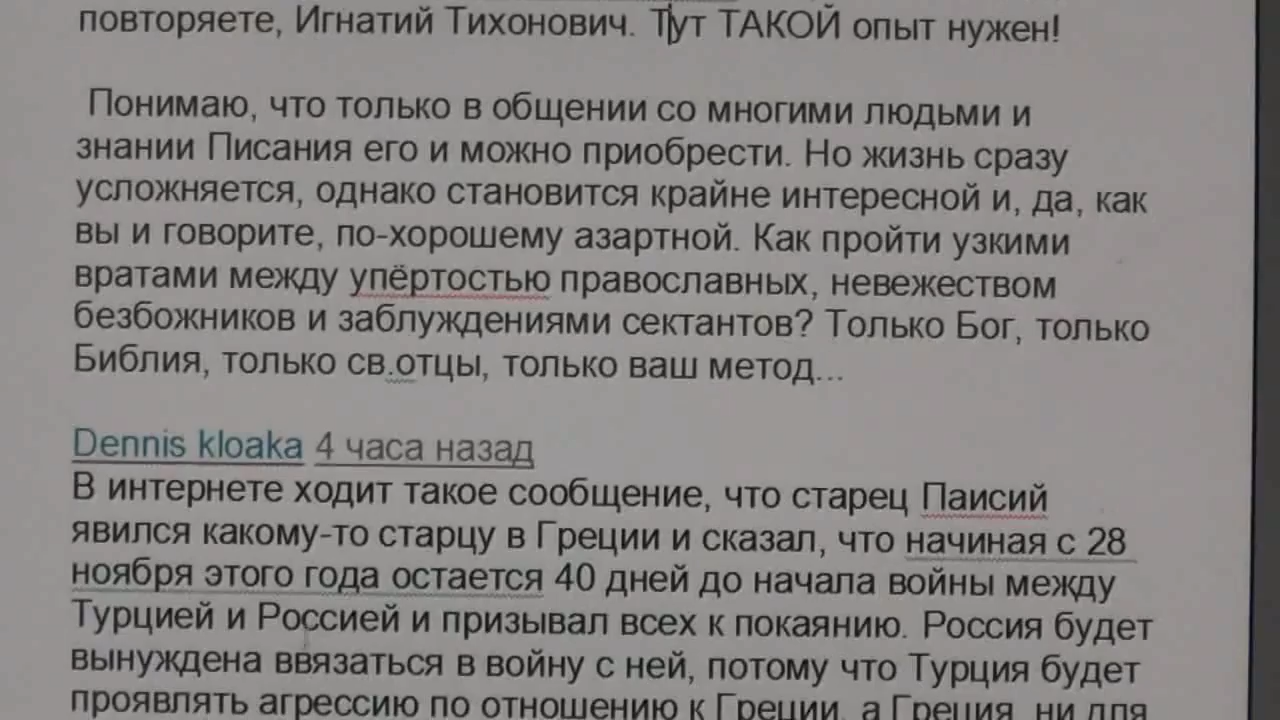 повторяете, Игнатий Тихонович. Тут ТАКОЙ опыт нужен!
Понимаю, что только в общении со многими людьми и
знании Писания его и можно приобрести. Но жизнь сразу
усложняется, однако становится крайне интересной и, да, как
вы и говорите, по-хорошему азартной. Как пройти узкими
вратами между упёртостью православных, невежеством
безбожников и заблуждениями сектантов? Только Бог, только
Библия, только св.отцы, только ваш метод...
Dennis kloaka 4 часа назад
В интернете ходит такое сообщение, что старец Паисий
явился какому-то старцу в Греции и сказал, что начиная с 28
ноября этого года остается 40 дней до начала войны между
Турцией и Россией и призывал всех к покаянию. Россия будет
вынуждена ввязаться в войну с ней, потому что Турция будет
проявлять агрессию по отношению к Греции, а Греция, ни для